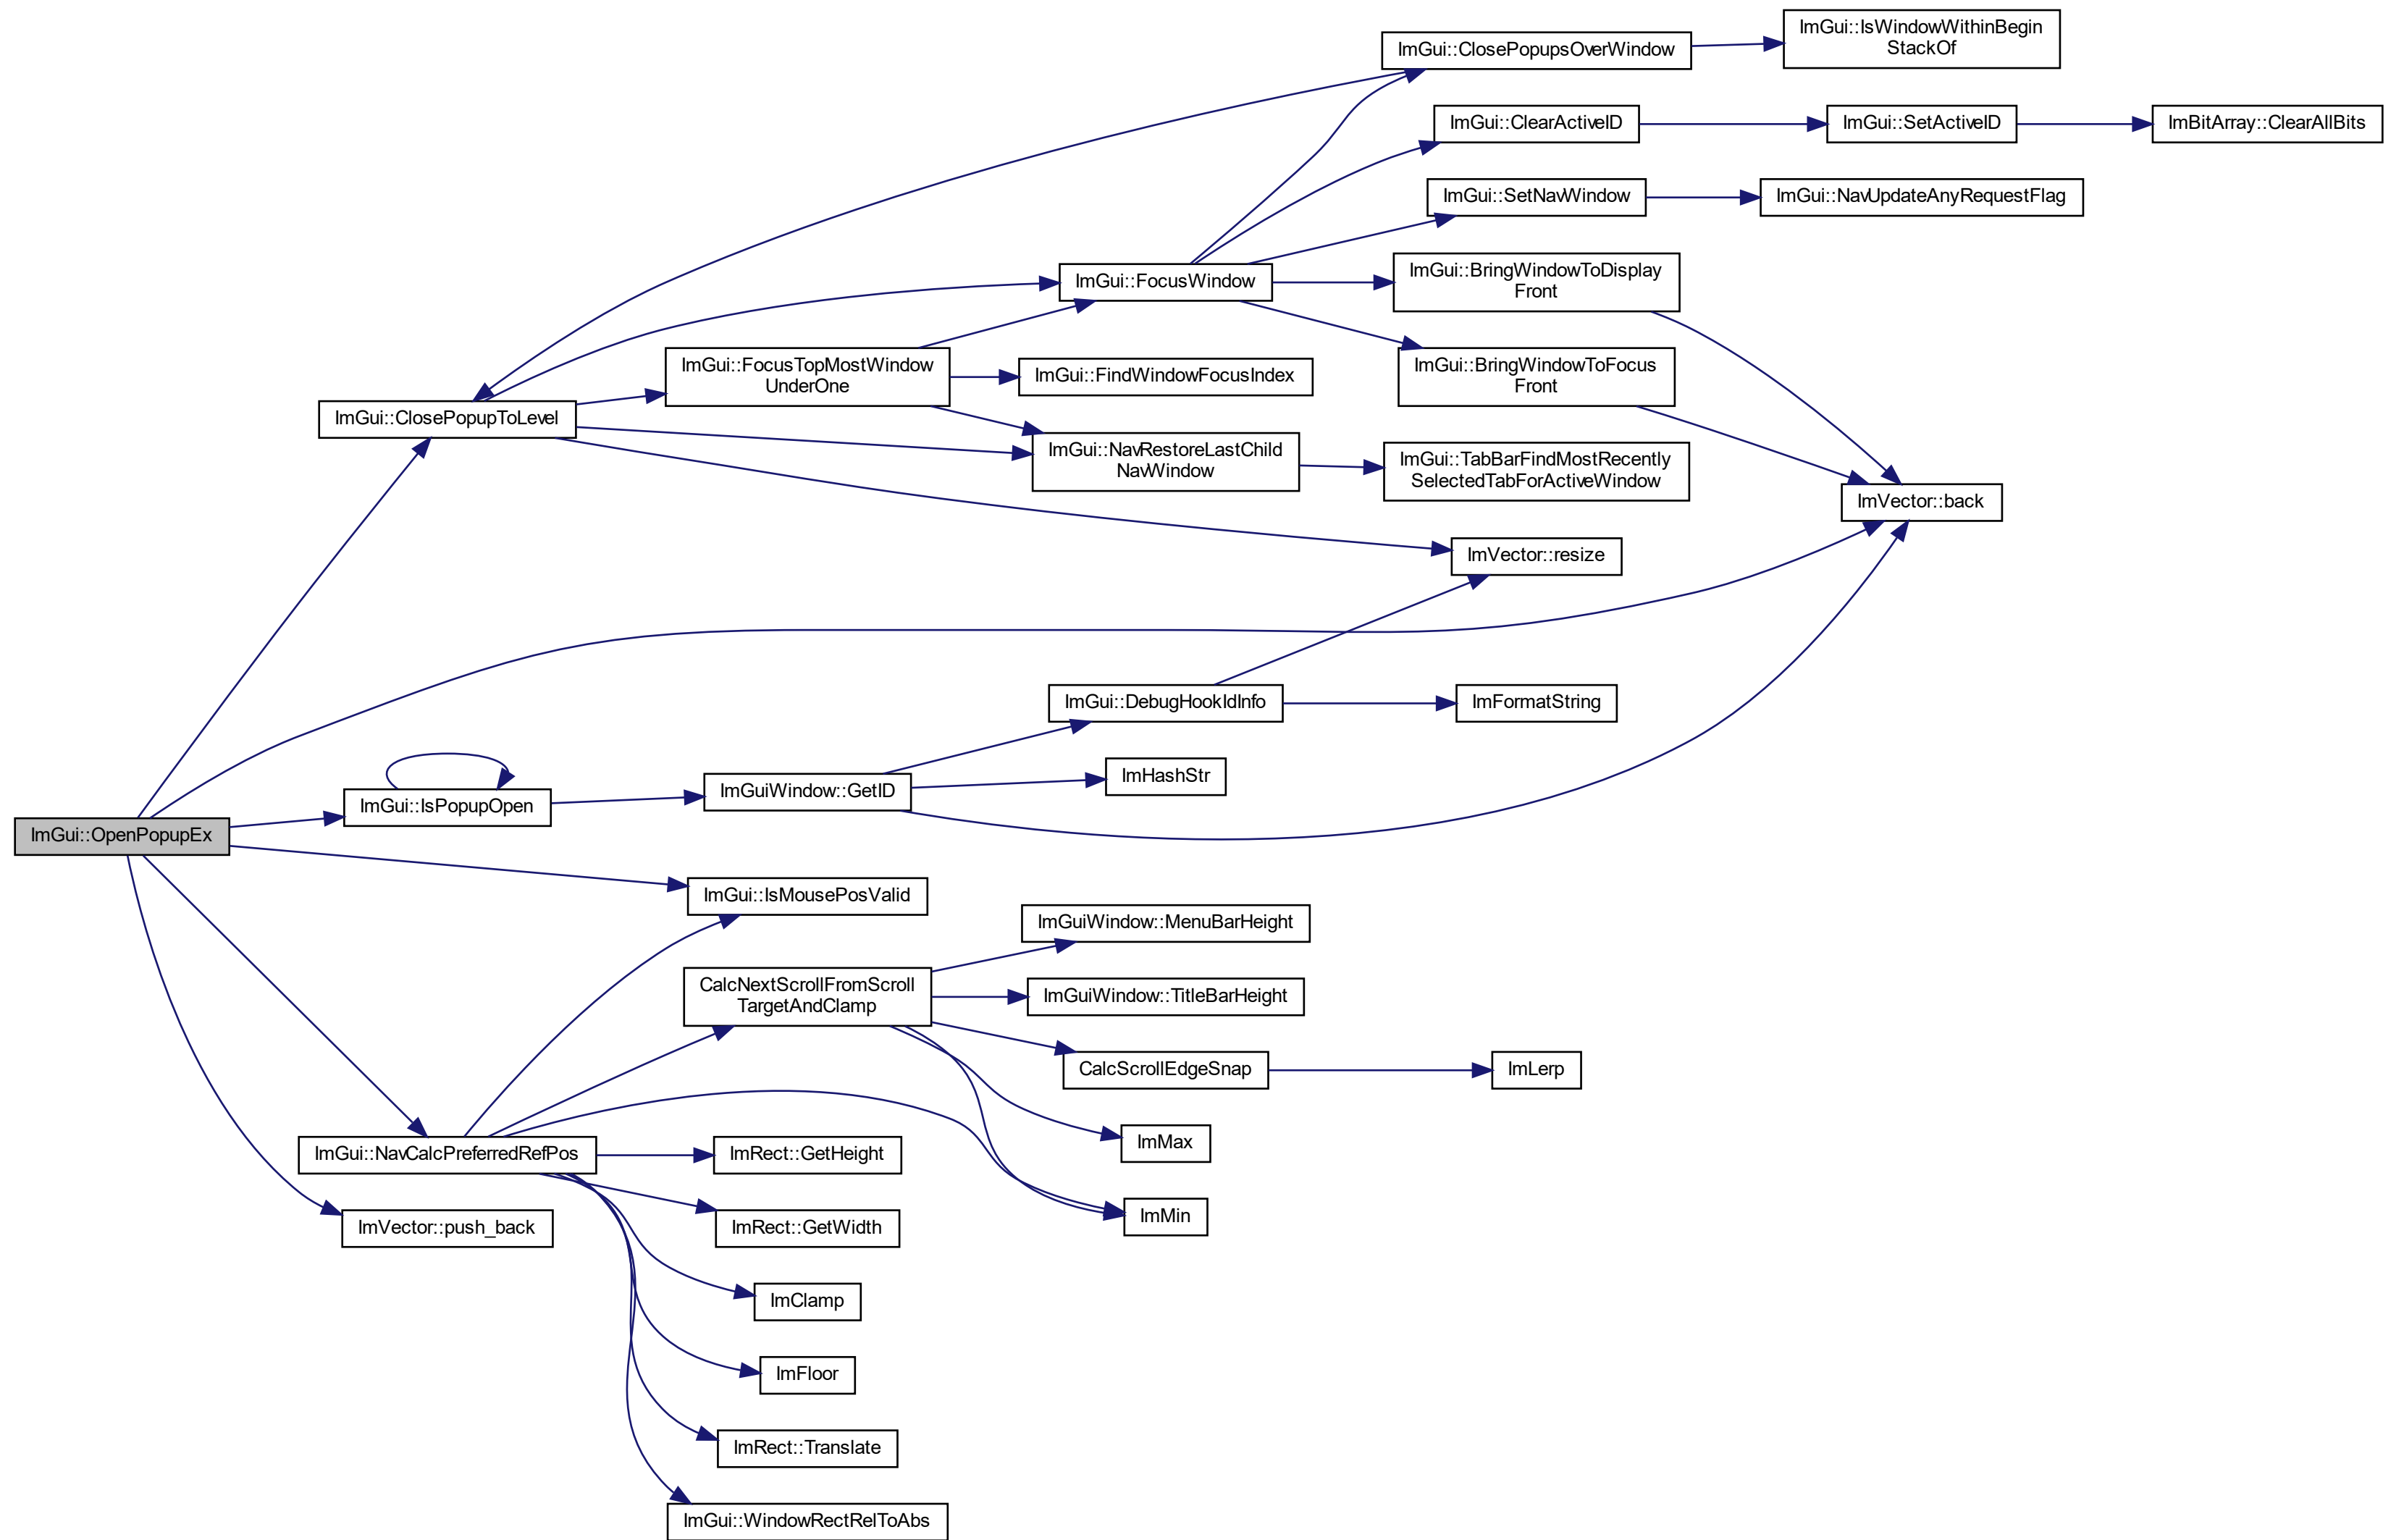 ImGui::ClosePopupsOverWindow
ImGui::IsWindowWithinBegin
StackOf
ImGui::ClearActiveID
ImGui::SetActiveID
ImBitArray::ClearAllBits
ImGui::SetNavWindow
ImGui::NavUpdateAnyRequestFlag
ImGui::FocusWindow
ImGui::BringWindowToDisplay
Front
ImGui::FocusTopMostWindow
UnderOne
ImGui::FindWindowFocusIndex
ImGui::BringWindowToFocus
Front
ImGui::ClosePopupToLevel
ImGui::NavRestoreLastChild
NavWindow
ImGui::TabBarFindMostRecently
SelectedTabForActiveWindow
ImVector::back
ImVector::resize
ImGui::DebugHookIdInfo
ImFormatString
ImHashStr
ImGuiWindow::GetID
ImGui::IsPopupOpen
ImGui::OpenPopupEx
ImGui::IsMousePosValid
ImGuiWindow::MenuBarHeight
CalcNextScrollFromScroll
TargetAndClamp
ImGuiWindow::TitleBarHeight
CalcScrollEdgeSnap
ImLerp
ImMax
ImGui::NavCalcPreferredRefPos
ImRect::GetHeight
ImMin
ImVector::push_back
ImRect::GetWidth
ImClamp
ImFloor
ImRect::Translate
ImGui::WindowRectRelToAbs